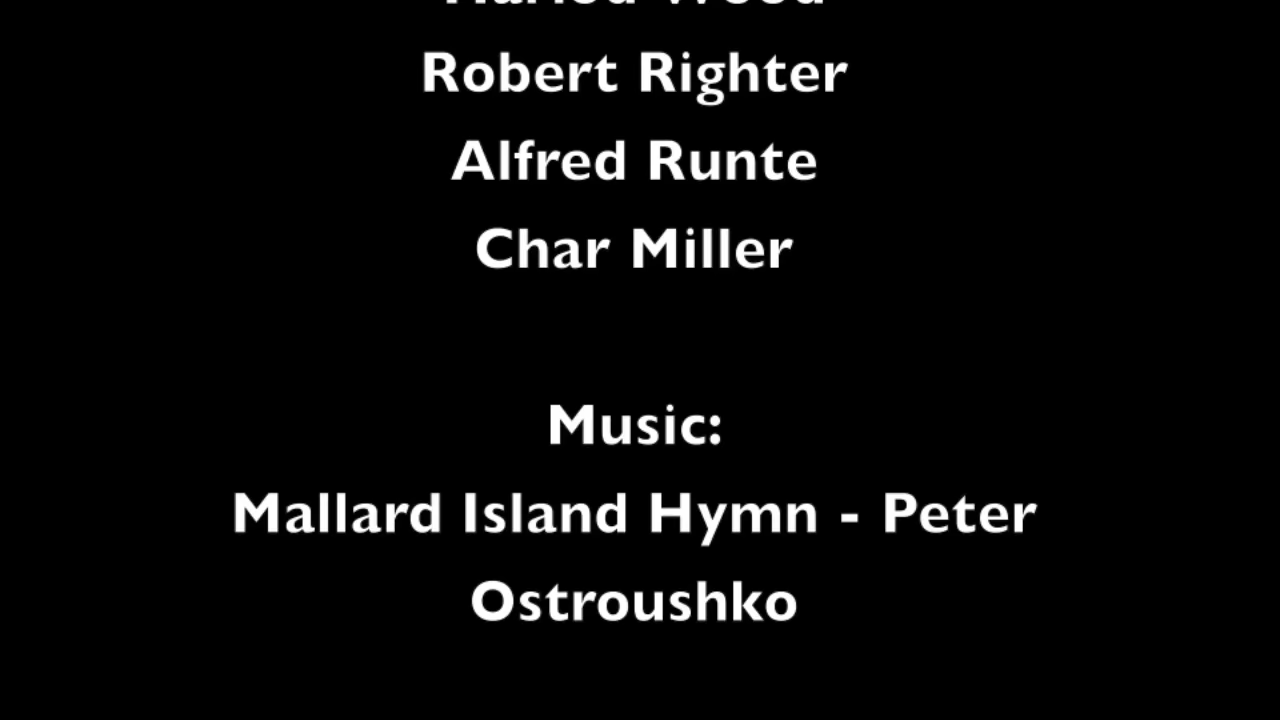 Robert Righter
Alfred Runte
Char Miller
Music:
Mallard Island Hymn - Peter
Ostroushko